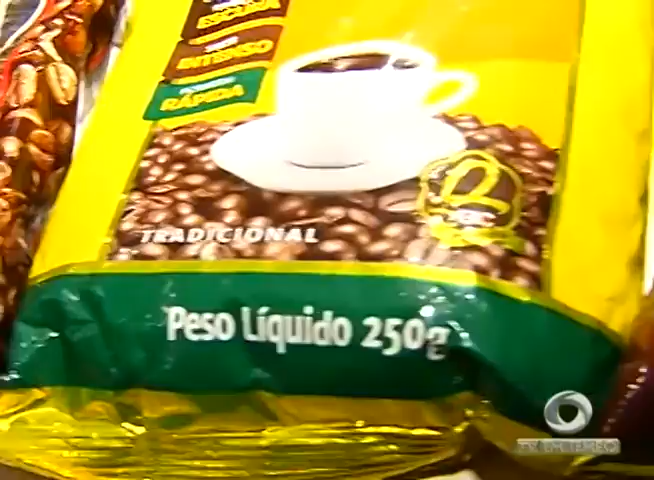 ESCURA
INTENSO
RÁPIDA
TRADICIONAL
Peso Líquido 250g